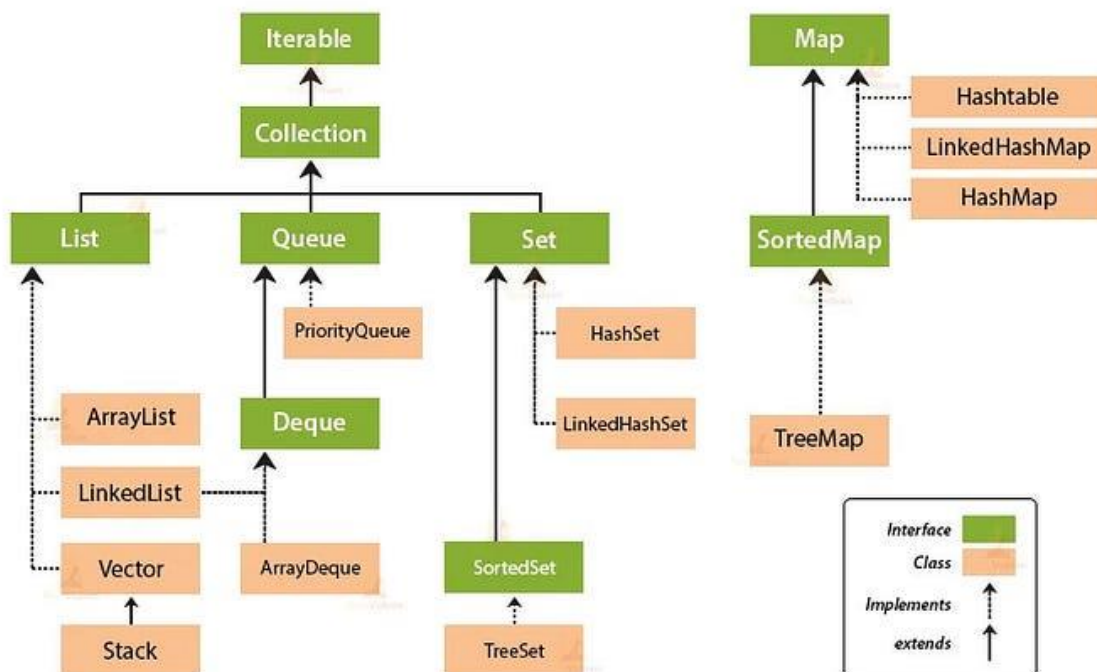 Iterable
Map
Hashtable
Collection
LinkedHashMap
HashMap
List
Queue
Set
SortedMap
PriorityQueue
HashSet
ArrayList
Deque
LinkedHashSet
TreeMap
LinkedList
Interface
Class
Vector
ArrayDeque
SortedSet
Implements
extends
Stack
TreeSet